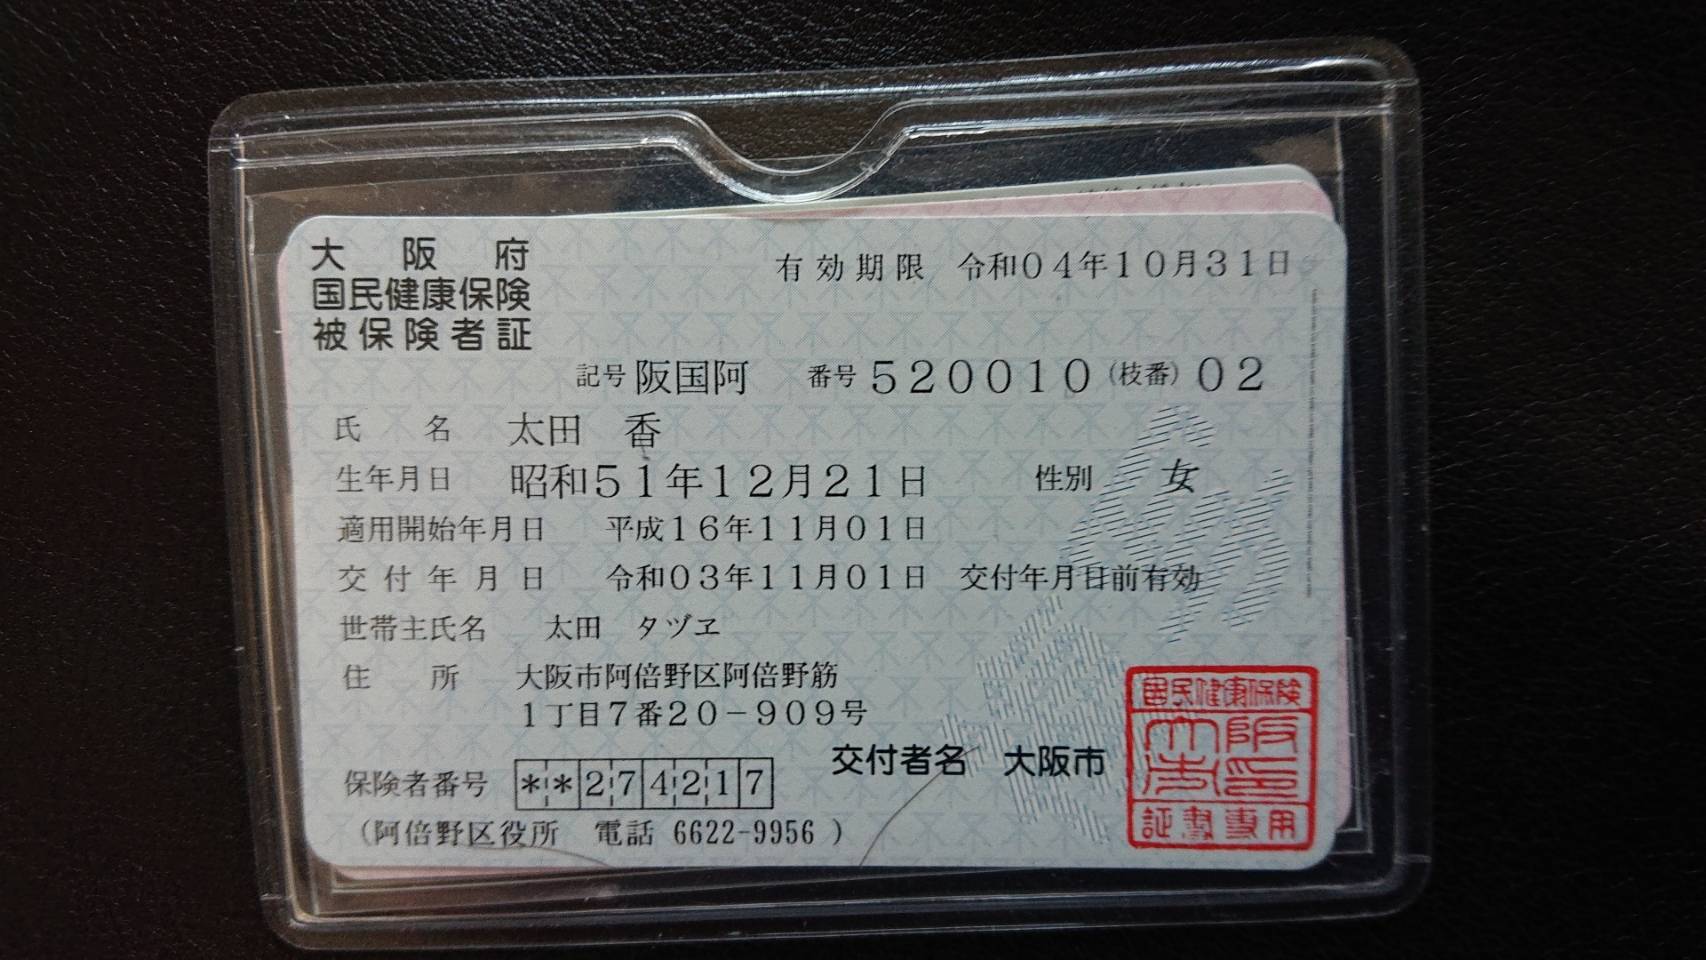 大阪府
国民健康保険
被保険者証
有効期限 令和04年10月31日
記号 阪国阿 番号 520010 (枝番) 02
氏名 太田 香
生年月日 昭和51年12月21日 性別 女
適用開始年月日 平成16年11月01日
交付年月日 令和03年11月01日 交付年月日前有効
世帯主氏名 太田 タヅヱ
住所 大阪市阿倍野区阿倍野筋
1丁目7番20-909号
保険者番号 **274217
交付者名 大阪市
(阿倍野区役所 電話 6622-9956 )
国民健康保険
大阪
市印
証書専用